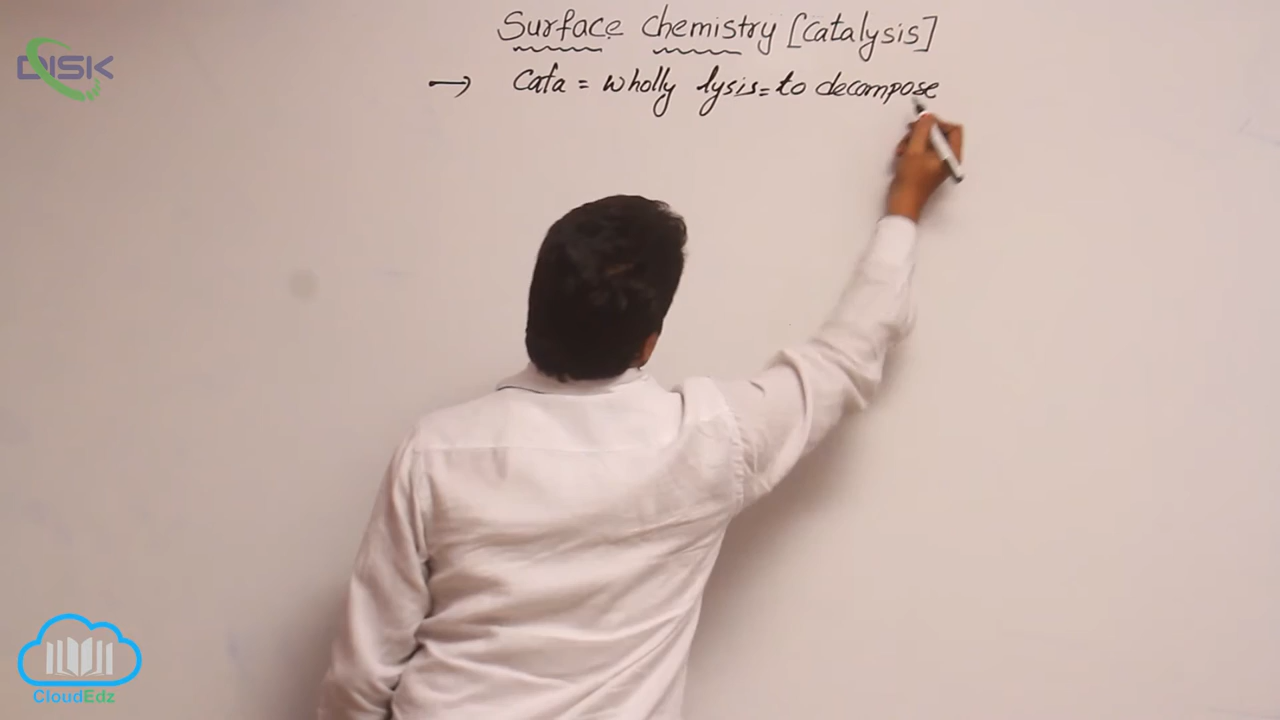 Surface chemistry [catalysis]
→ Cata = wholly lysis = to decompose
DISK
CloudEdz